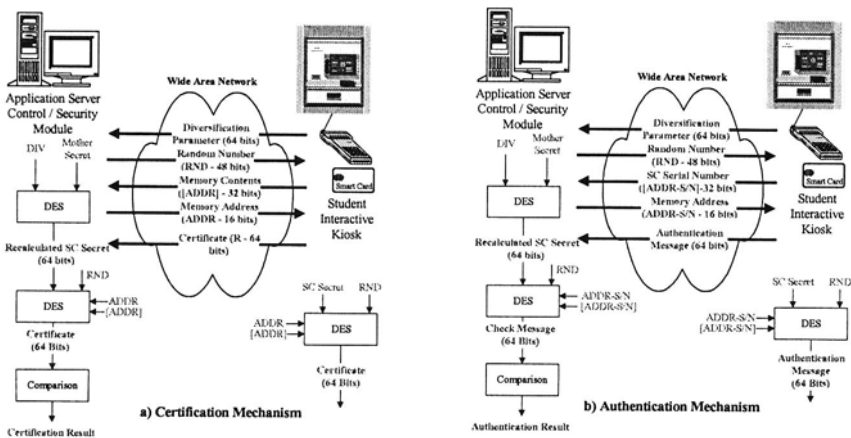 Wide Area Network
Application Server
Control / Security
Module
DIV
Mother
Secret
DES
Recalculated SC Secret
(64 bits)
RND
DES
ADDR
[ADDR]
Certificate
(64 Bits)
Comparison
Certification Result
Diversification
Parameter (64 bits)
Random Number
(RND - 48 bits)
Memory Contents
([ADDR] - 32 bits)
Memory Address
(ADDR - 16 bits)
Certificate (R - 64
bits)
Smart Card
Student
Interactive
Kiosk
SC Secret
RND
ADDR
[ADDR]
DES
Certificate
(64 Bits)
a) Certification Mechanism
Wide Area Network
Application Server
Control / Security
Module
DIV
Mother
Secret
DES
Recalculated SC Secret
(64 bits)
RND
DES
ADDR-S/N
[ADDR-S/N]
Check Message
(64 Bits)
Comparison
Authentication Result
Diversification
Parameter (64 bits)
Random Number
(RND - 48 bits)
SC Serial Number
([ADDR-S/N]-32 bits)
Memory Address
(ADDR-S/N - 16 bits)
Authentication
Message (64 bits)
Smart Card
Student
Interactive
Kiosk
SC Secret
RND
ADDR-S/N
[ADDR-S/N]
DES
Authentication
Message
(64 Bits)
b) Authentication Mechanism